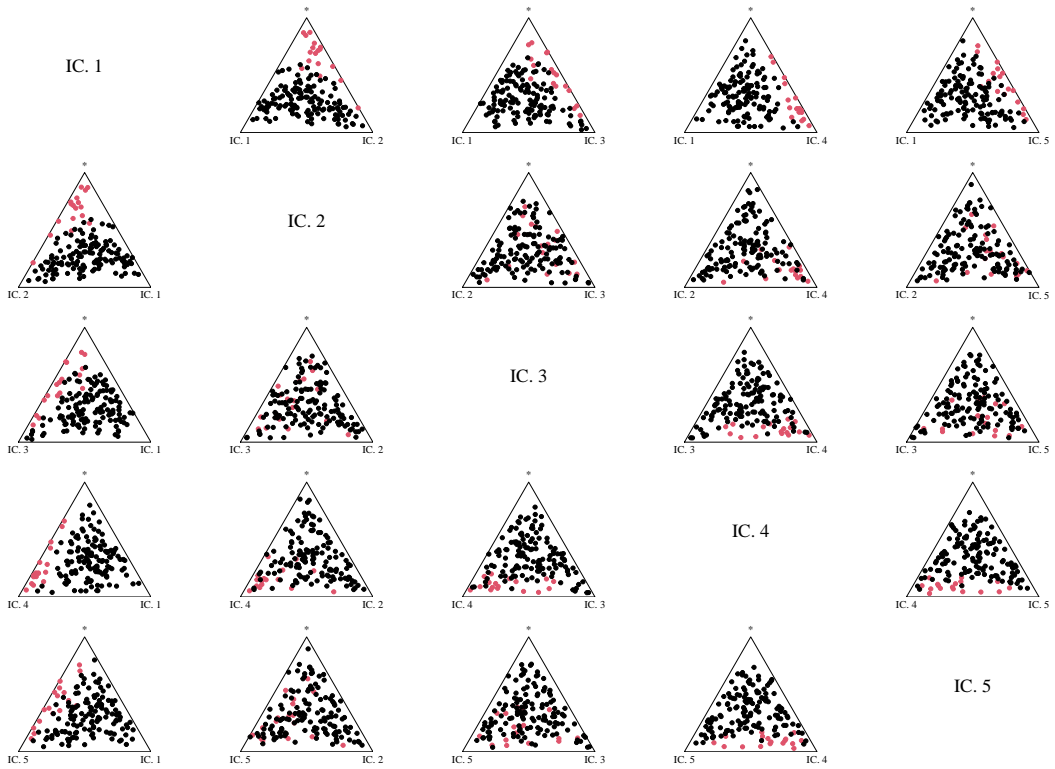 * * * *
IC. 1
IC. 1 IC. 2 IC. 1 IC. 3 IC. 1 IC. 4 IC. 1 IC. 5
* * * *
IC. 2
IC. 2 IC. 1 IC. 2 IC. 3 IC. 2 IC. 4 IC. 2 IC. 5
* * * *
IC. 3
IC. 3 IC. 1 IC. 3 IC. 2 IC. 3 IC. 4 IC. 3 IC. 5
* * * *
IC. 4
IC. 4 IC. 1 IC. 4 IC. 2 IC. 4 IC. 3 IC. 4 IC. 5
* * * *
IC. 5
IC. 5 IC. 1 IC. 5 IC. 2 IC. 5 IC. 3 IC. 5 IC. 4